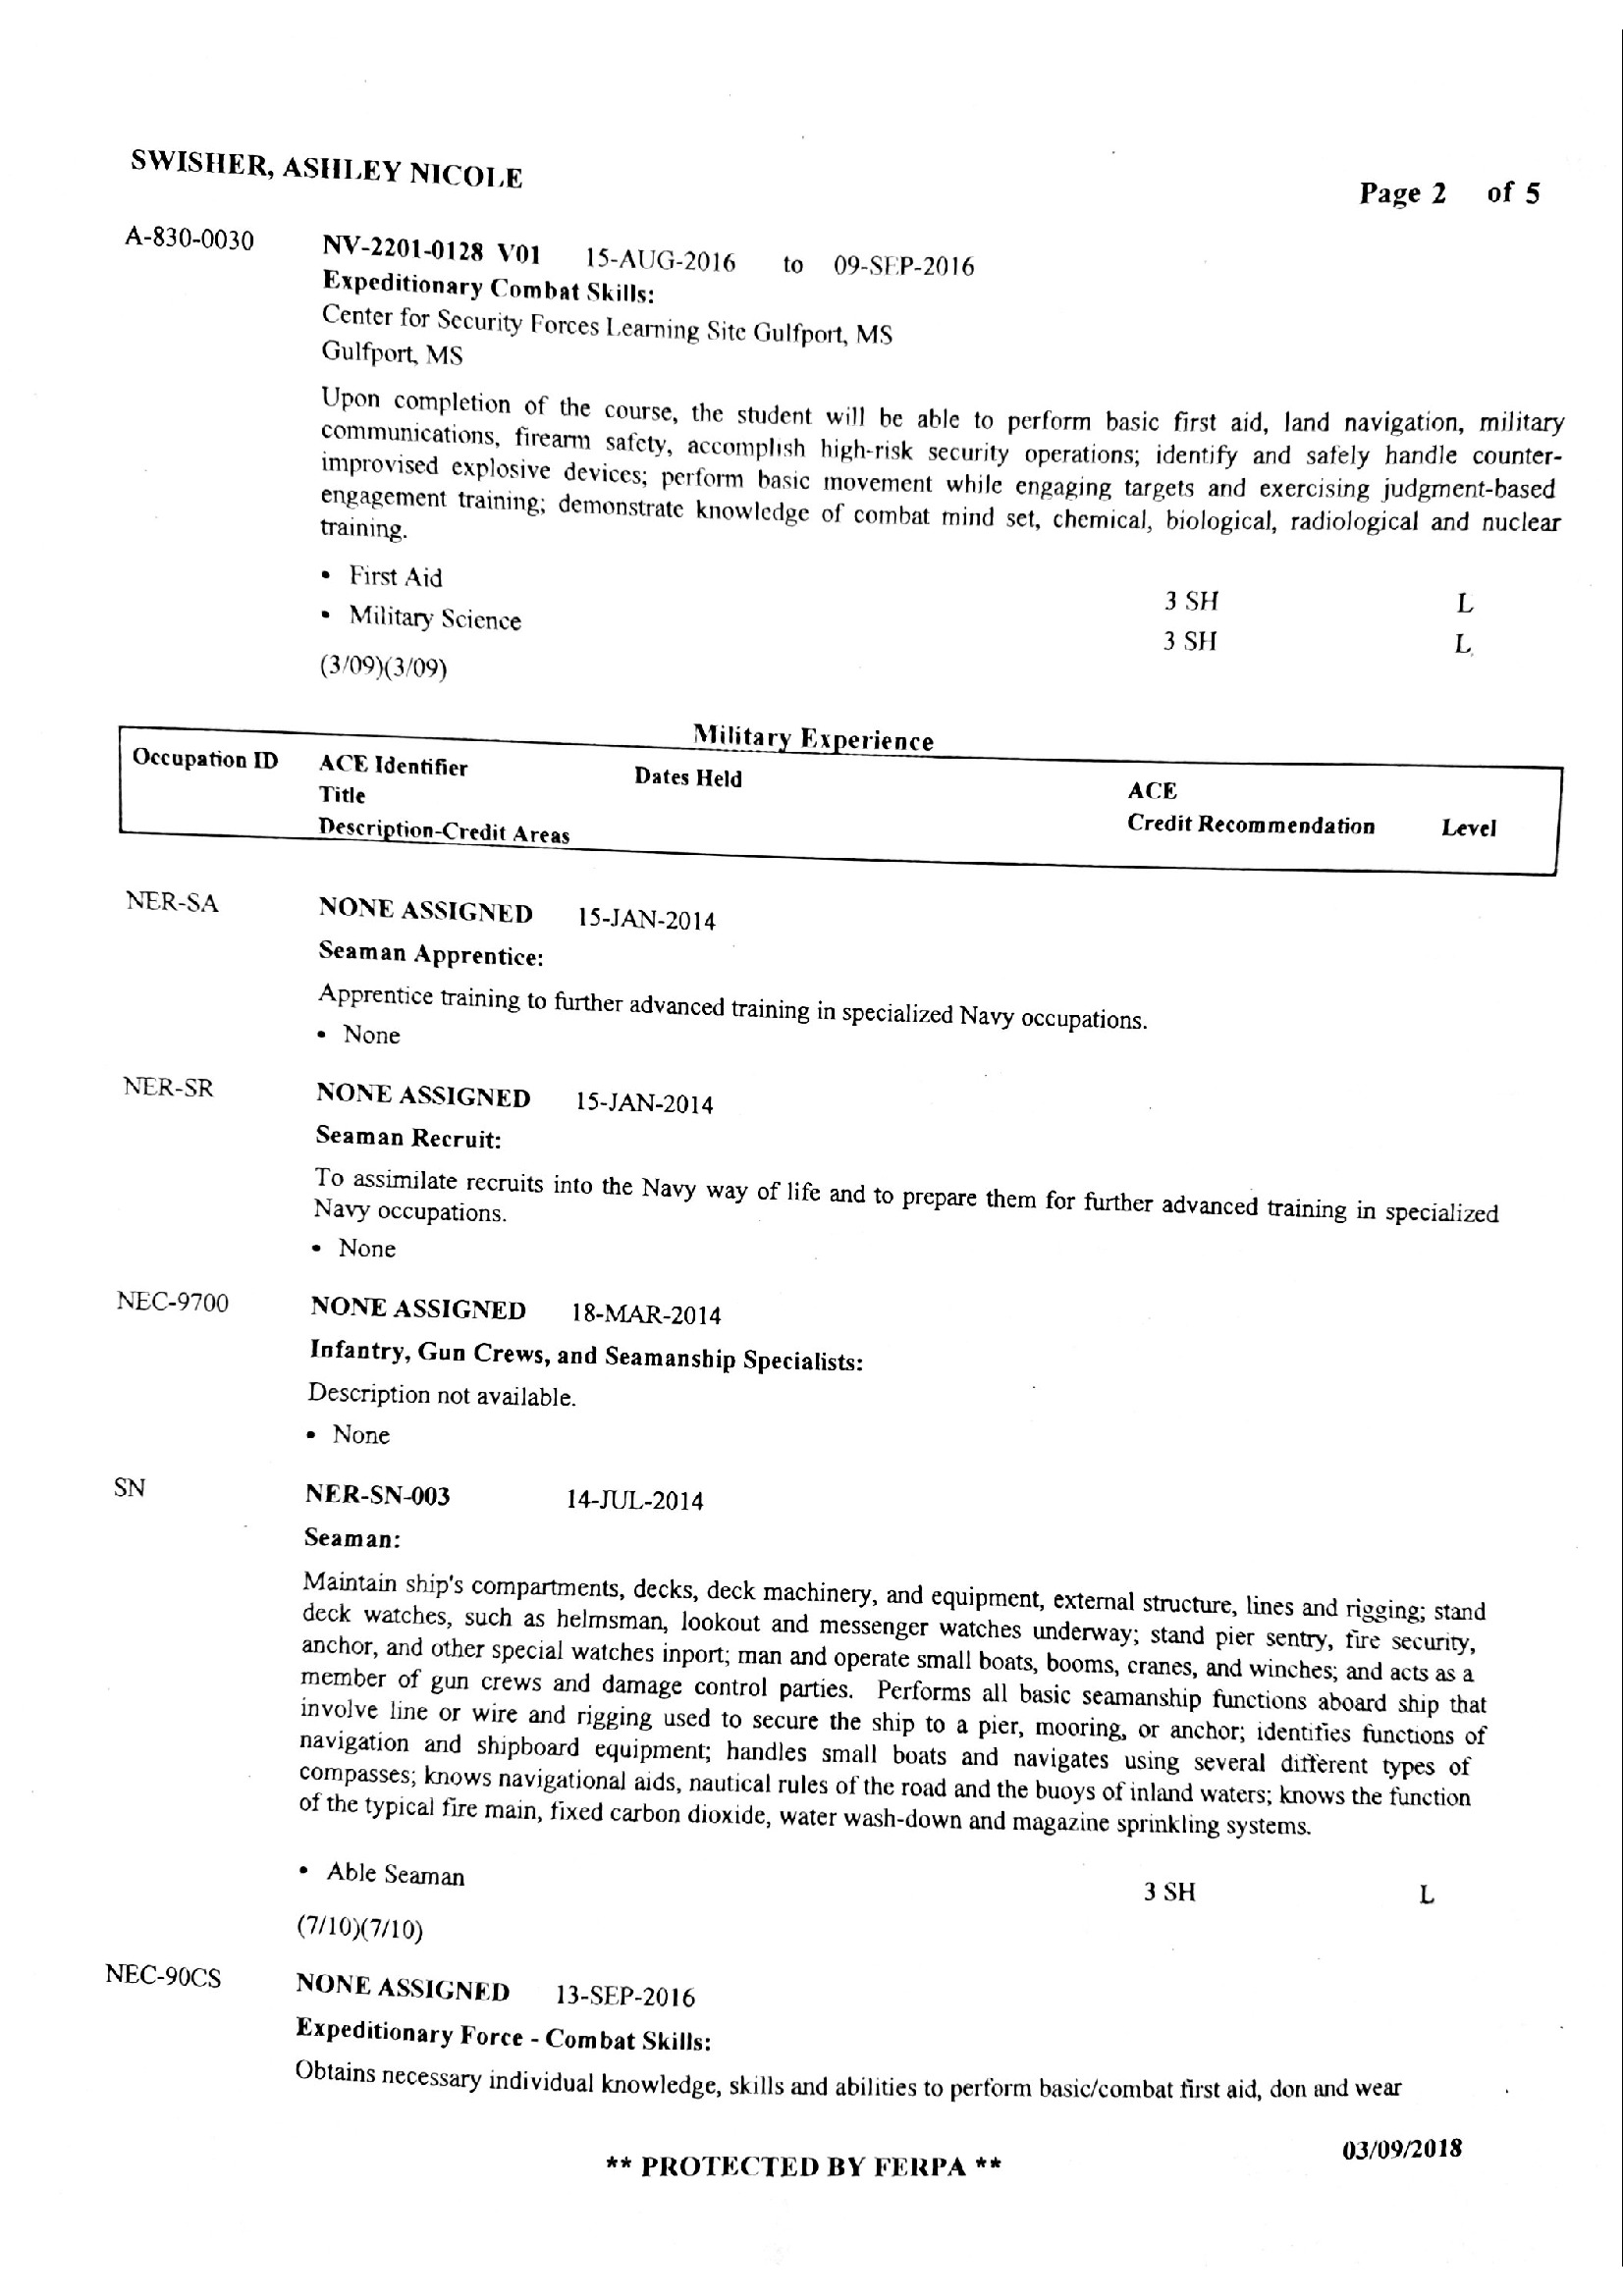 SWISHER, ASHLEY NICOLE
Page 2 of 5
A-830-0030 NV-2201-0128 V01 15-AUG-2016 to 09-SEP-2016
Expeditionary Combat Skills:
Center for Security Forces Learning Site Gulfport, MS
Gulfport, MS
Upon completion of the course, the student will be able to perform basic first aid, land navigation, military
communications, firearm safety, accomplish high-risk security operations; identify and safely handle counter-
improvised explosive devices; perform basic movement while engaging targets and exercising judgment-based
engagement training; demonstrate knowledge of combat mind set, chemical, biological, radiological and nuclear
training.
• First Aid 3 SH L
• Military Science 3 SH L
(3/09)(3/09)
Military Experience
Occupation ID ACE Identifier Dates Held ACE
Title
Description-Credit Areas Credit Recommendation Level
NER-SA NONE ASSIGNED 15-JAN-2014
Seaman Apprentice:
Apprentice training to further advanced training in specialized Navy occupations.
• None
NER-SR NONE ASSIGNED 15-JAN-2014
Seaman Recruit:
To assimilate recruits into the Navy way of life and to prepare them for further advanced training in specialized
Navy occupations.
• None
NEC-9700 NONE ASSIGNED 18-MAR-2014
Infantry, Gun Crews, and Seamanship Specialists:
Description not available.
• None
SN NER-SN-003 14-JUL-2014
Seaman:
Maintain ship's compartments, decks, deck machinery, and equipment, external structure, lines and rigging; stand
deck watches, such as helmsman, lookout and messenger watches underway; stand pier sentry, fire security,
anchor, and other special watches inport; man and operate small boats, booms, cranes, and winches; and acts as a
member of gun crews and damage control parties. Performs all basic seamanship functions aboard ship that
involve line or wire and rigging used to secure the ship to a pier, mooring, or anchor; identifies functions of
navigation and shipboard equipment; handles small boats and navigates using several different types of
compasses; knows navigational aids, nautical rules of the road and the buoys of inland waters; knows the function
of the typical fire main, fixed carbon dioxide, water wash-down and magazine sprinkling systems.
• Able Seaman 3 SH L
(7/10)(7/10)
NEC-90CS NONE ASSIGNED 13-SEP-2016
Expeditionary Force - Combat Skills:
Obtains necessary individual knowledge, skills and abilities to perform basic/combat first aid, don and wear
** PROTECTED BY FERPA ** 03/09/2018